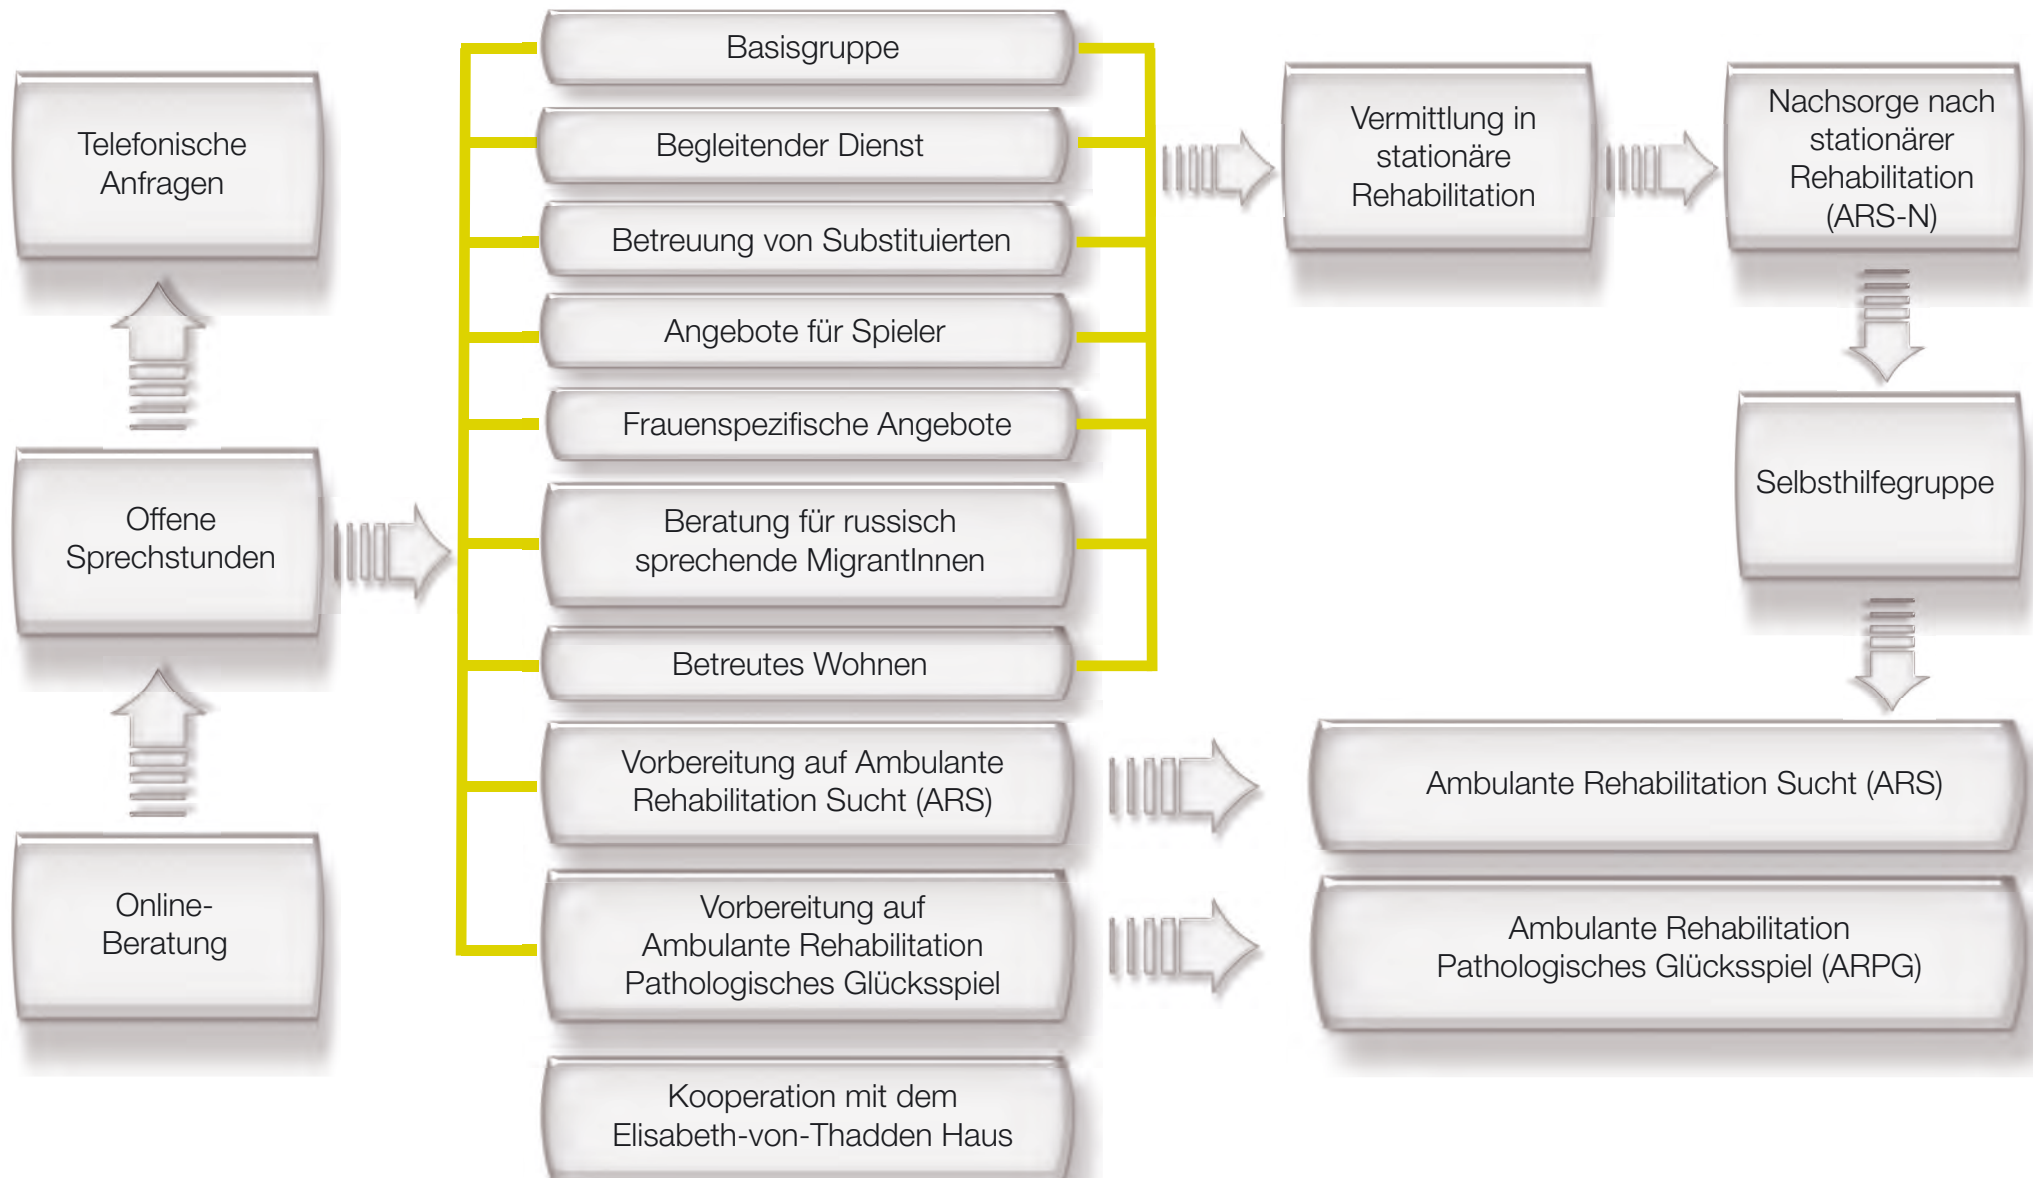 Telefonische
Anfragen
Offene
Sprechstunden
Online-
Beratung
Basisgruppe
Begleitender Dienst
Betreuung von Substituierten
Angebote für Spieler
Frauenspezifische Angebote
Beratung für russisch
sprechende MigrantInnen
Betreutes Wohnen
Vorbereitung auf Ambulante
Rehabilitation Sucht (ARS)
Vorbereitung auf
Ambulante Rehabilitation
Pathologisches Glücksspiel
Kooperation mit dem
Elisabeth-von-Thadden Haus
Vermittlung in
stationäre
Rehabilitation
Nachsorge nach
stationärer
Rehabilitation
(ARS-N)
Selbsthilfegruppe
Ambulante Rehabilitation Sucht (ARS)
Ambulante Rehabilitation
Pathologisches Glücksspiel (ARPG)